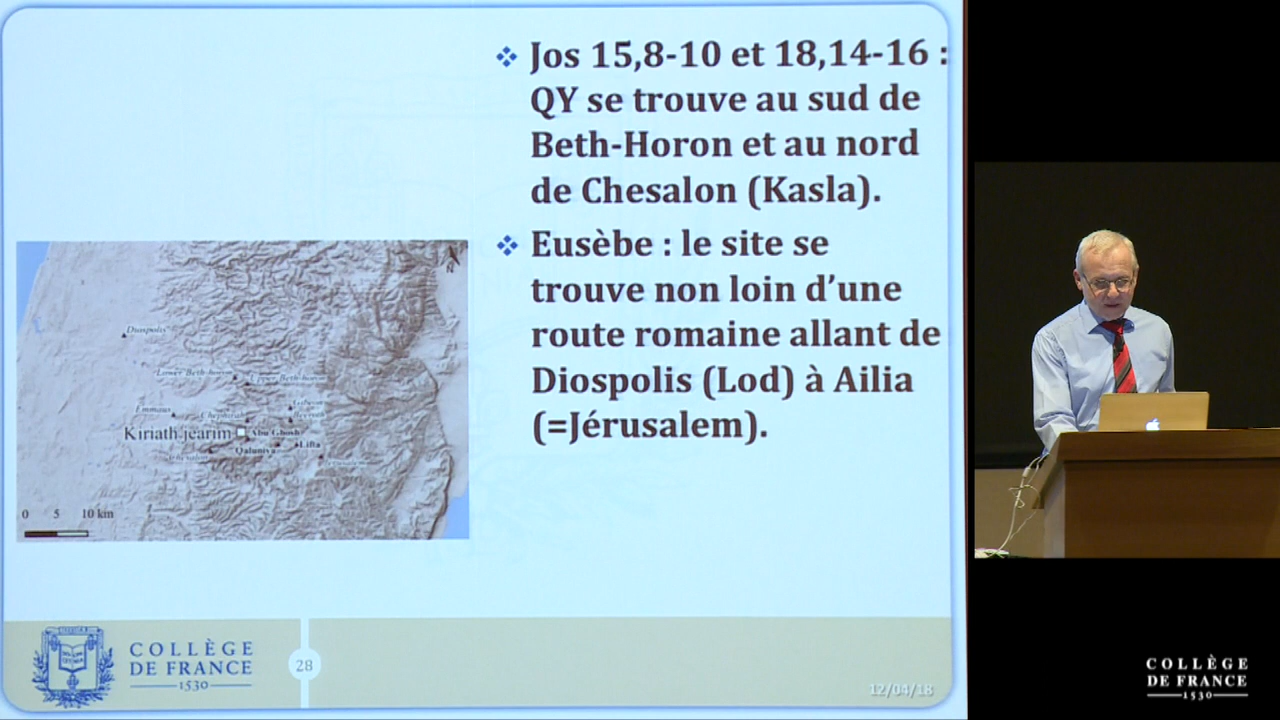 Jos 15,8-10 et 18,14-16 :
QY se trouve au sud de
Beth-Horon et au nord
de Chesalon (Kasla).
Eusèbe : le site se
trouve non loin d’une
route romaine allant de
Diospolis (Lod) à Ailia
(=Jérusalem).
N
Diospolis
Lower Beth-horon
Upper Beth-horon
Emmaus
Gibeon
Chephirah
Beeroth
Kiriath-jearim
Abu Ghosh
Lifta
Qaluniya
0 5 10 km
COLLÈGE
DE FRANCE
1530
28
12/04/18
COLLÈGE
DE FRANCE
1530